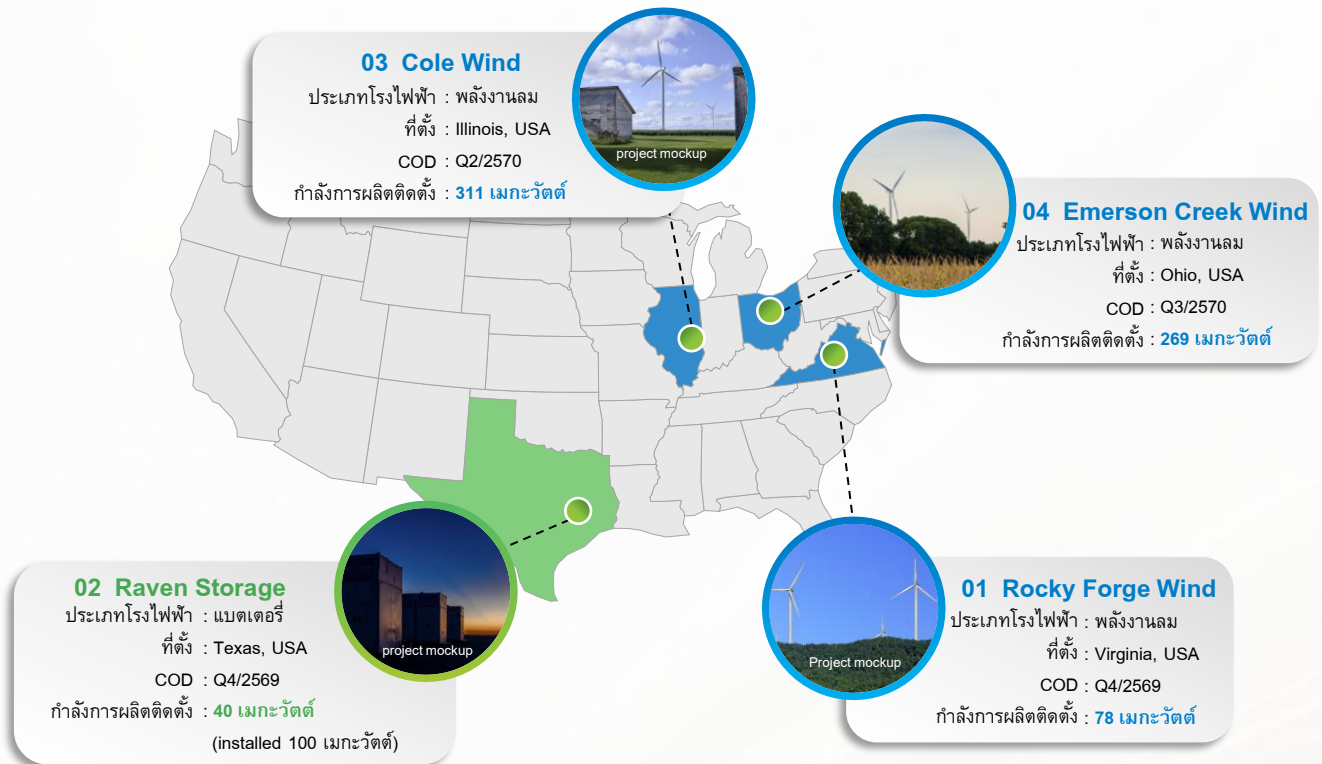 03 Cole Wind
ประเภทโรงไฟฟ้า : พลังงานลม
ที่ตั้ง : Illinois, USA
COD : Q2/2570
กำลังการผลิตติดตั้ง : 311 เมกะวัตต์
project mockup
04 Emerson Creek Wind
ประเภทโรงไฟฟ้า : พลังงานลม
ที่ตั้ง : Ohio, USA
COD : Q3/2570
กำลังการผลิตติดตั้ง : 269 เมกะวัตต์
02 Raven Storage
ประเภทโรงไฟฟ้า : แบตเตอรี่
ที่ตั้ง : Texas, USA
COD : Q4/2569
กำลังการผลิตติดตั้ง : 40 เมกะวัตต์
(installed 100 เมกะวัตต์)
project mockup
01 Rocky Forge Wind
ประเภทโรงไฟฟ้า : พลังงานลม
ที่ตั้ง : Virginia, USA
COD : Q4/2569
กำลังการผลิตติดตั้ง : 78 เมกะวัตต์
Project mockup